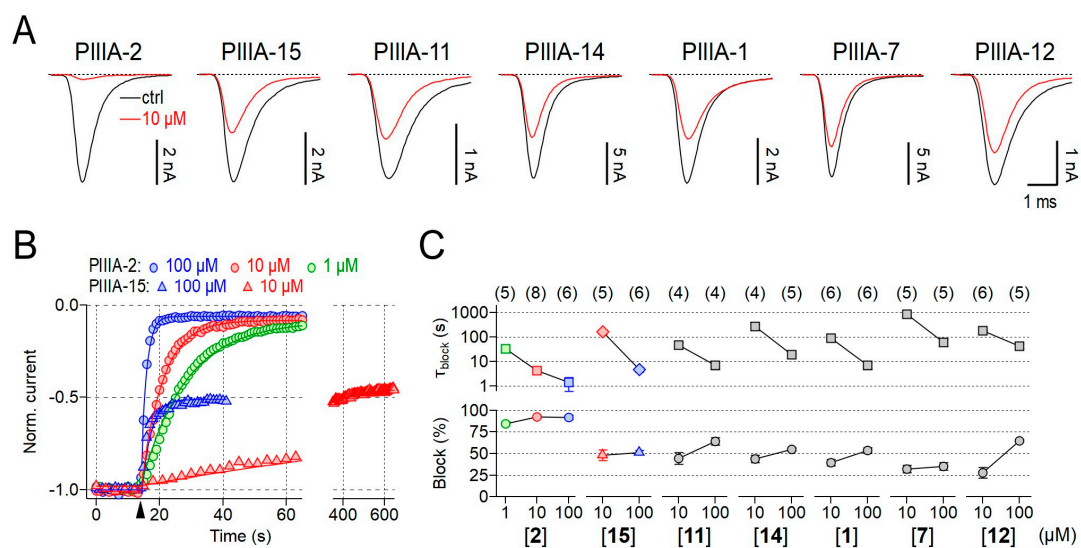 A
PIIIA-2 PIIIA-15 PIIIA-11 PIIIA-14 PIIIA-1 PIIIA-7 PIIIA-12
ctrl
10 µM
2 nA 2 nA 1 nA 5 nA 2 nA 5 nA 1 nA
1 ms
B
PIIIA-2: 100 µM 10 µM 1 µM
PIIIA-15: 100 µM 10 µM
Norm. current
0.0
-0.5
-1.0
0 20 40 60 400 600
Time (s)
C
(5) (8) (6) (5) (6) (4) (4) (4) (5) (6) (6) (5) (5) (6) (5)
τblock (s)
1000
100
10
1
Block (%)
100
75
50
25
0
1 10 100 10 100 10 100 10 100 10 100 10 100 10 100
[2] [15] [11] [14] [1] [7] [12] (µM)